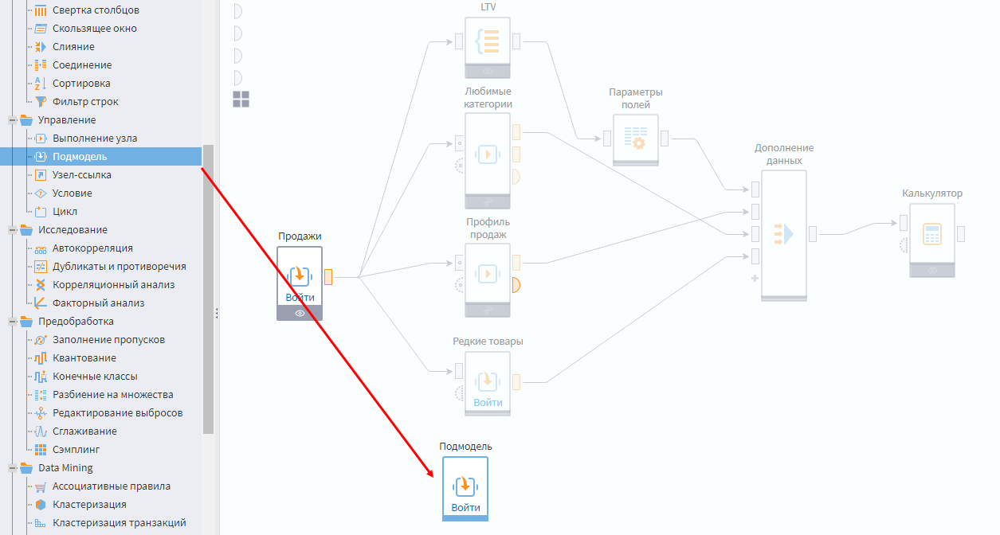 Свертка столбцов
Скользящее окно
Слияние
Соединение
Сортировка
Фильтр строк
Управление
Выполнение узла
Подмодель
Узел-ссылка
Условие
Цикл
Исследование
Автокорреляция
Дубликаты и противоречия
Корреляционный анализ
Факторный анализ
Предобработка
Заполнение пропусков
Квантование
Конечные классы
Разбиение на множества
Редактирование выбросов
Сглаживание
Сэмплинг
Data Mining
Ассоциативные правила
Кластеризация
Кластеризация транзакций
LTV
Любимые
категории
Параметры
полей
Дополнение
данных
Калькулятор
Профиль
продаж
Продажи
Войти
Редкие товары
Войти
Подмодель
Войти